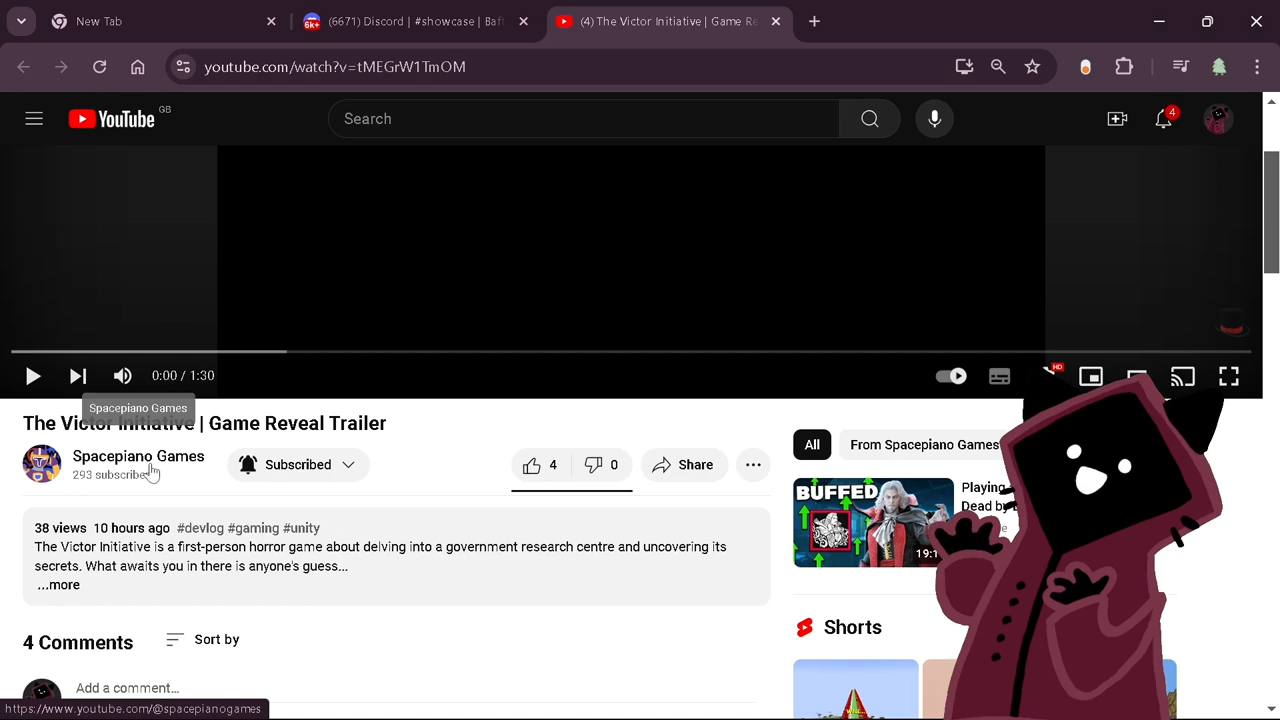 New Tab
6k+
(6671) Discord | #showcase | Baf
(4) The Victor Initiative | Game Re
youtube.com/watch?v=tMEGrW1TmOM
YouTube
GB
Search
4
0:00 / 1:30
HD
Spacepiano Games
The Victor Initiative | Game Reveal Trailer
Spacepiano Games
293 subscribe
Subscribed
4
0
Share
All
From Spacepiano Games
BUFFED
19:1
Playing
Dead by
38 views 10 hours ago #devlog #gaming #unity
The Victor Initiative is a first-person horror game about delving into a government research centre and uncovering its
secrets. What awaits you in there is anyone's guess...
...more
Shorts
4 Comments
Sort by
Add a comment...
https://www.youtube.com/@spacepianogames